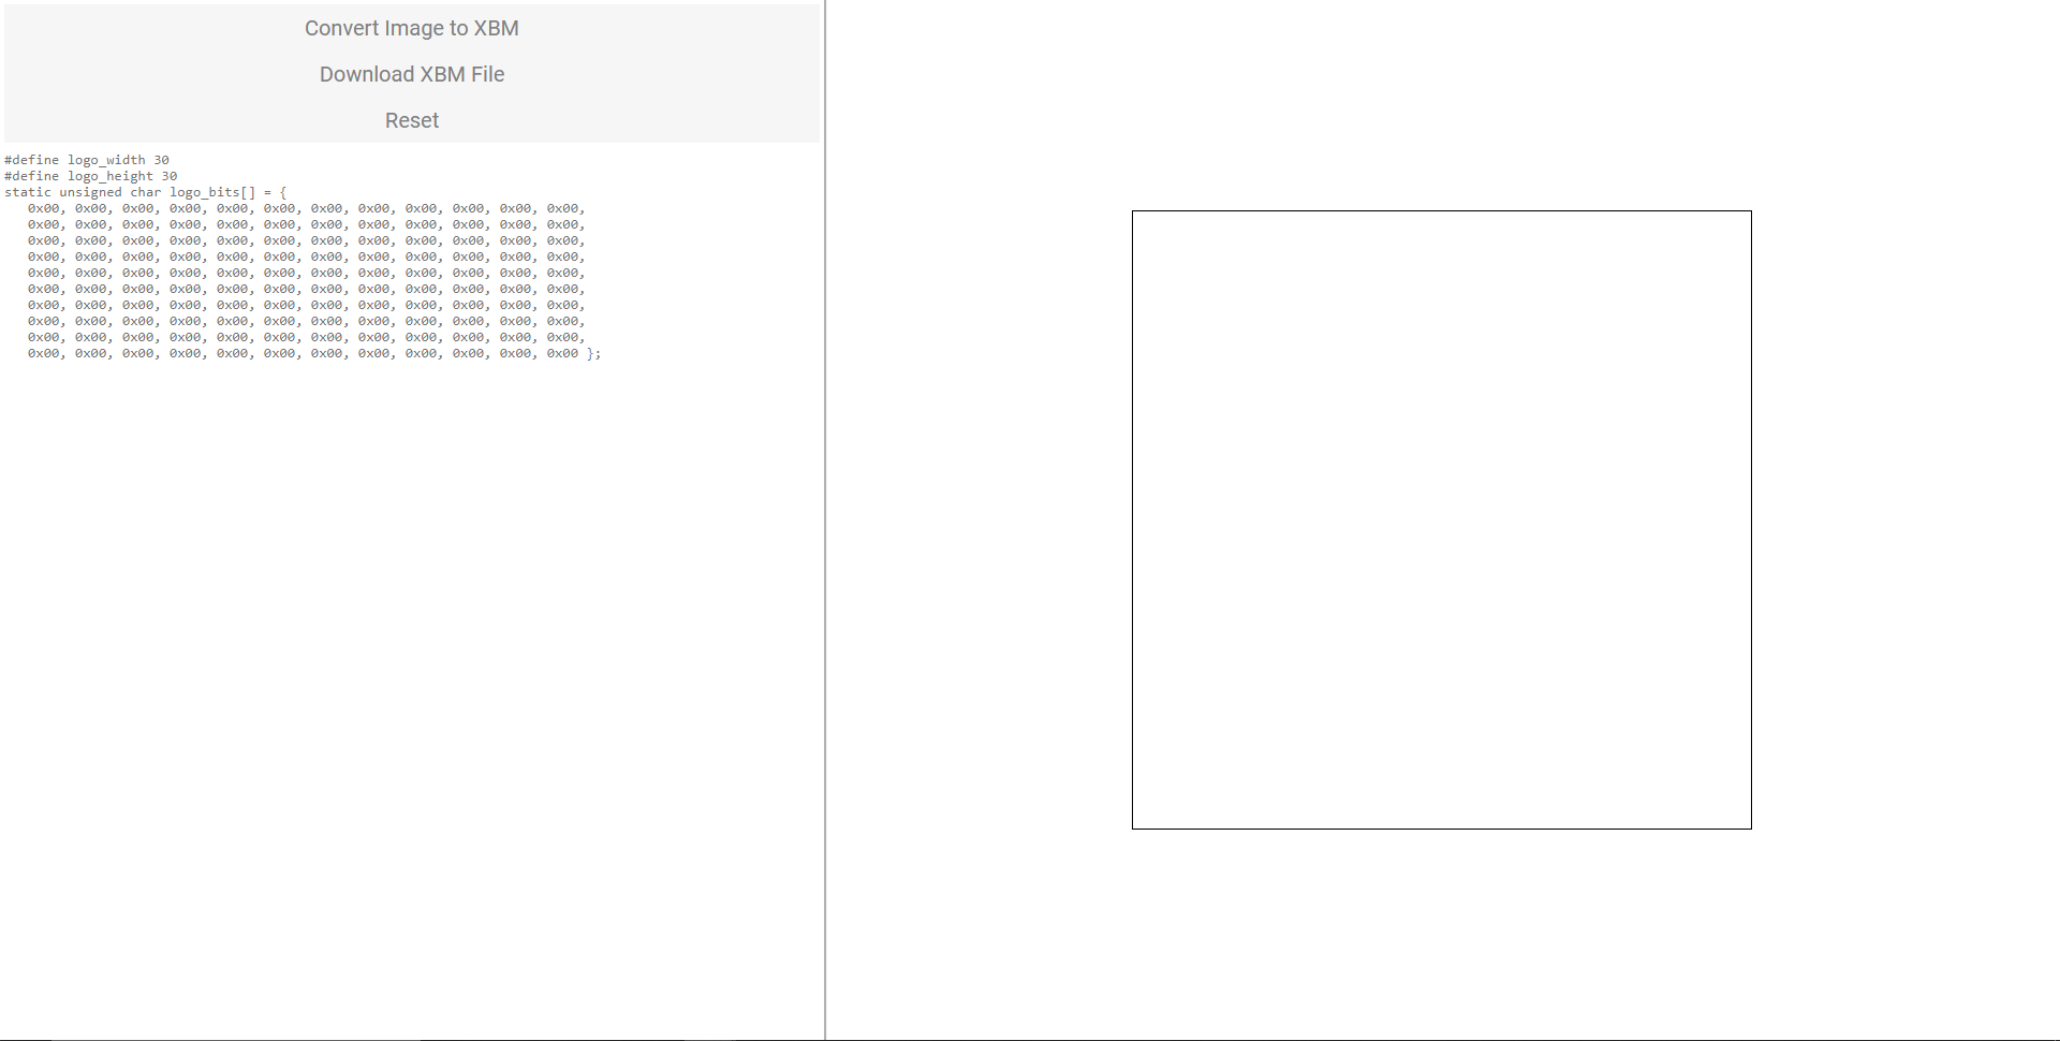 Convert Image to XBM
Download XBM File
Reset
#define logo_width 30
#define logo_height 30
static unsigned char logo_bits[] = {
0x00, 0x00, 0x00, 0x00, 0x00, 0x00, 0x00, 0x00, 0x00, 0x00, 0x00, 0x00,
0x00, 0x00, 0x00, 0x00, 0x00, 0x00, 0x00, 0x00, 0x00, 0x00, 0x00, 0x00,
0x00, 0x00, 0x00, 0x00, 0x00, 0x00, 0x00, 0x00, 0x00, 0x00, 0x00, 0x00,
0x00, 0x00, 0x00, 0x00, 0x00, 0x00, 0x00, 0x00, 0x00, 0x00, 0x00, 0x00,
0x00, 0x00, 0x00, 0x00, 0x00, 0x00, 0x00, 0x00, 0x00, 0x00, 0x00, 0x00,
0x00, 0x00, 0x00, 0x00, 0x00, 0x00, 0x00, 0x00, 0x00, 0x00, 0x00, 0x00,
0x00, 0x00, 0x00, 0x00, 0x00, 0x00, 0x00, 0x00, 0x00, 0x00, 0x00, 0x00,
0x00, 0x00, 0x00, 0x00, 0x00, 0x00, 0x00, 0x00, 0x00, 0x00, 0x00, 0x00,
0x00, 0x00, 0x00, 0x00, 0x00, 0x00, 0x00, 0x00, 0x00, 0x00, 0x00, 0x00,
0x00, 0x00, 0x00, 0x00, 0x00, 0x00, 0x00, 0x00, 0x00, 0x00, 0x00, 0x00 };